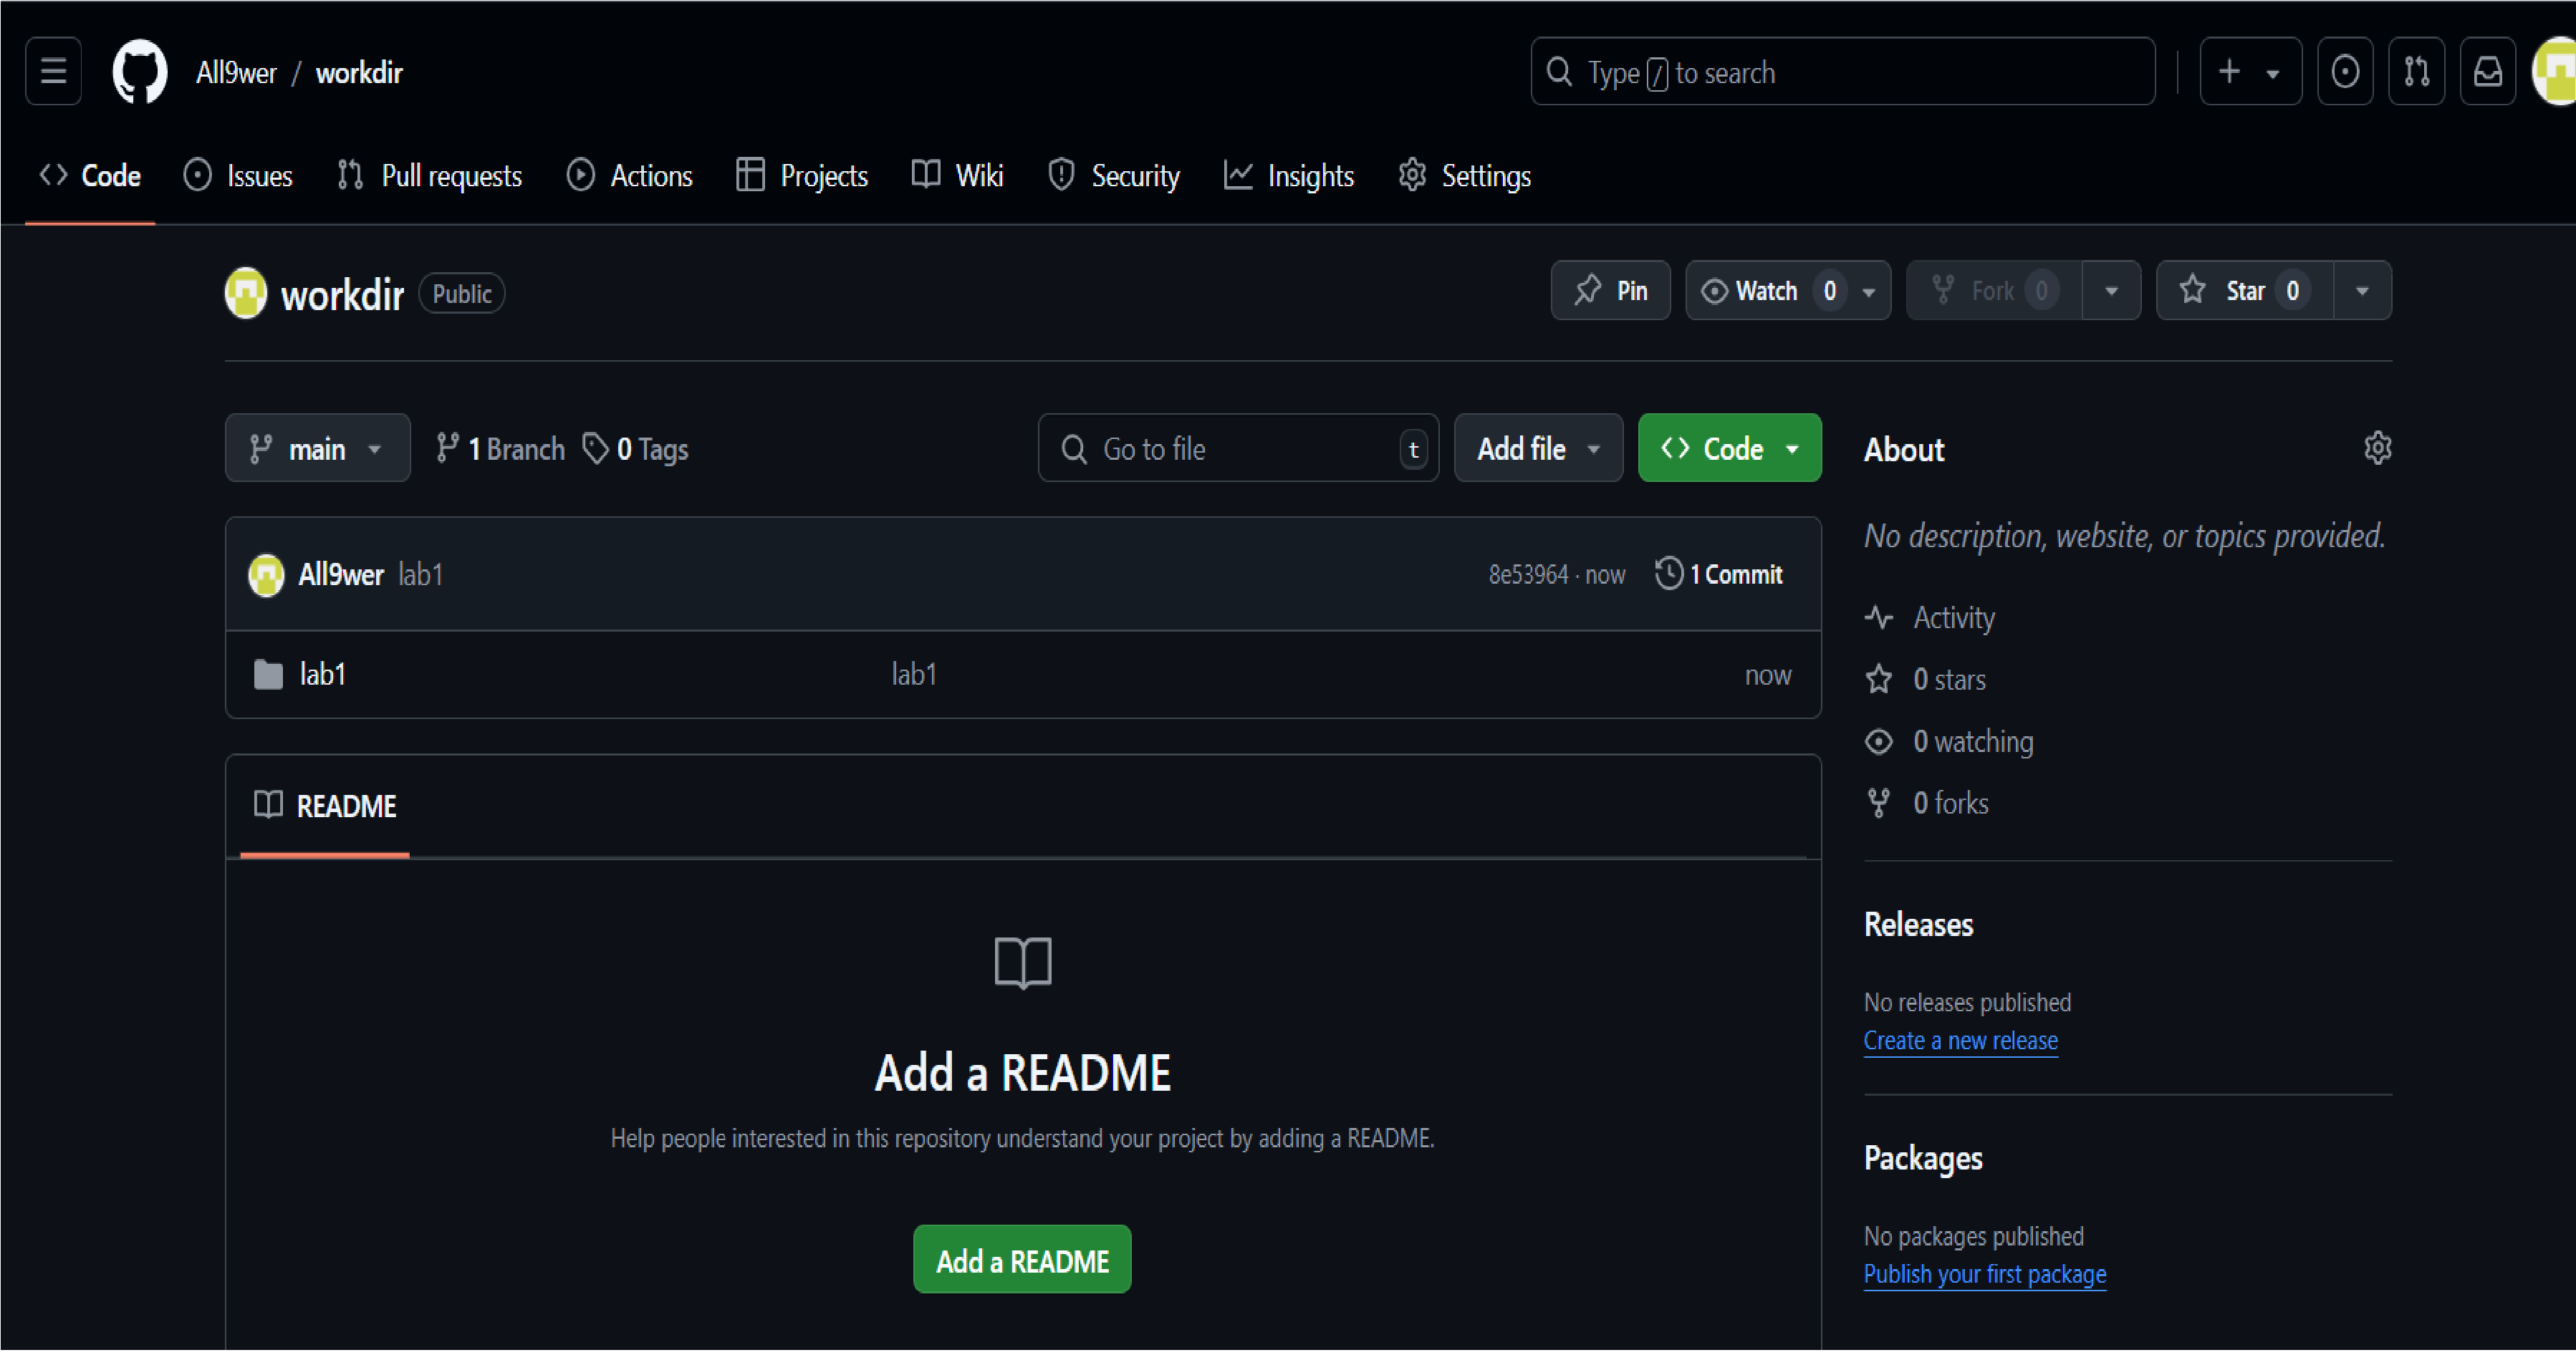 All9wer / workdir
Type / to search
Code Issues Pull requests Actions Projects Wiki Security Insights Settings
workdir Public
Pin Watch 0 Fork 0 Star 0
main 1 Branch 0 Tags
Go to file t Add file Code
All9wer lab1 8e53964 · now 1 Commit
lab1 lab1 now
README
Add a README
Help people interested in this repository understand your project by adding a README.
Add a README
About
No description, website, or topics provided.
Activity
0 stars
0 watching
0 forks
Releases
No releases published
Create a new release
Packages
No packages published
Publish your first package